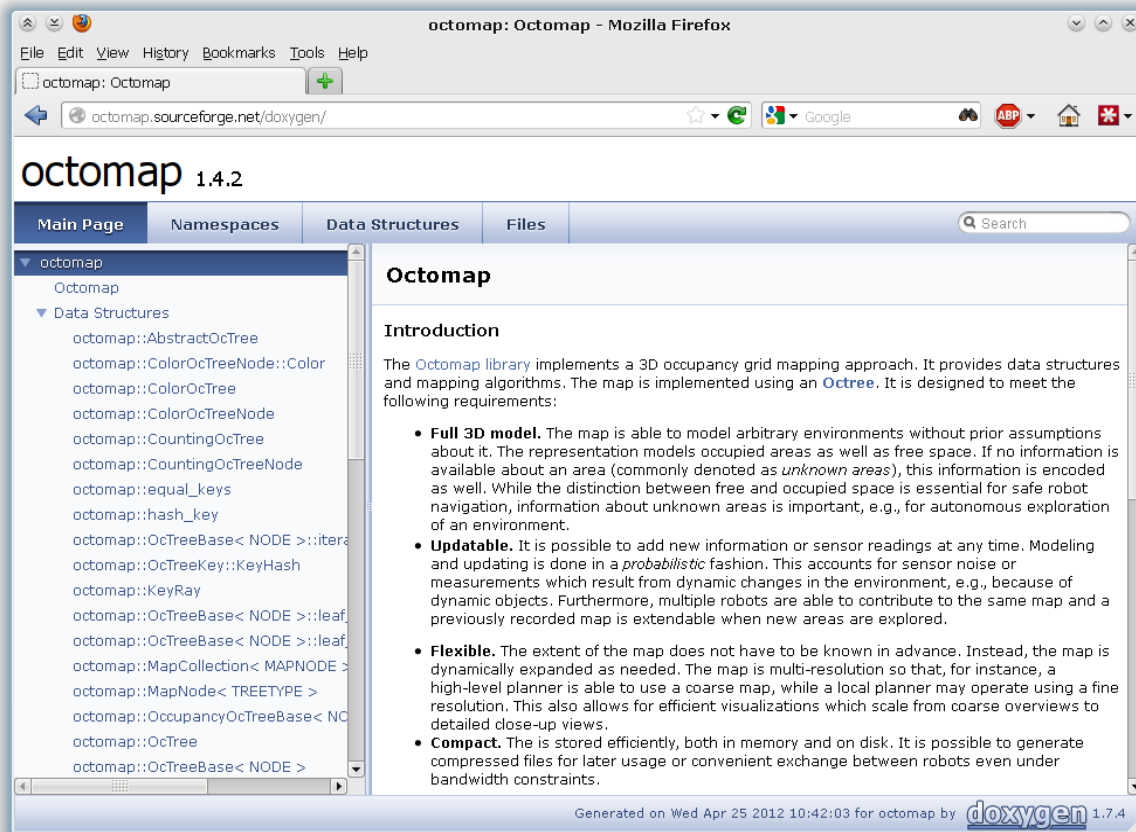 octomap: Octomap - Mozilla Firefox
File Edit View History Bookmarks Tools Help
octomap: Octomap
octomap.sourceforge.net/doxygen/
Google
ABP
octomap 1.4.2
Main Page
Namespaces
Data Structures
Files
Search
octomap
Octomap
Data Structures
octomap::AbstractOcTree
octomap::ColorOcTreeNode::Color
octomap::ColorOcTree
octomap::ColorOcTreeNode
octomap::CountingOcTree
octomap::CountingOcTreeNode
octomap::equal_keys
octomap::hash_key
octomap::OcTreeBase< NODE >::itera
octomap::OcTreeKey::KeyHash
octomap::KeyRay
octomap::OcTreeBase< NODE >::leaf_
octomap::OcTreeBase< NODE >::leaf_
octomap::MapCollection< MAPNODE >
octomap::MapNode< TREETYPE >
octomap::OccupancyOcTreeBase< NO
octomap::OcTree
octomap::OcTreeBase< NODE >
Octomap
Introduction
The Octomap library implements a 3D occupancy grid mapping approach. It provides data structures
and mapping algorithms. The map is implemented using an Octree. It is designed to meet the
following requirements:
• Full 3D model. The map is able to model arbitrary environments without prior assumptions
about it. The representation models occupied areas as well as free space. If no information is
available about an area (commonly denoted as unknown areas), this information is encoded
as well. While the distinction between free and occupied space is essential for safe robot
navigation, information about unknown areas is important, e.g., for autonomous exploration
of an environment.
• Updatable. It is possible to add new information or sensor readings at any time. Modeling
and updating is done in a probabilistic fashion. This accounts for sensor noise or
measurements which result from dynamic changes in the environment, e.g., because of
dynamic objects. Furthermore, multiple robots are able to contribute to the same map and a
previously recorded map is extendable when new areas are explored.
• Flexible. The extent of the map does not have to be known in advance. Instead, the map is
dynamically expanded as needed. The map is multi-resolution so that, for instance, a
high-level planner is able to use a coarse map, while a local planner may operate using a fine
resolution. This also allows for efficient visualizations which scale from coarse overviews to
detailed close-up views.
• Compact. The is stored efficiently, both in memory and on disk. It is possible to generate
compressed files for later usage or convenient exchange between robots even under
bandwidth constraints.
Generated on Wed Apr 25 2012 10:42:03 for octomap by doxygen 1.7.4